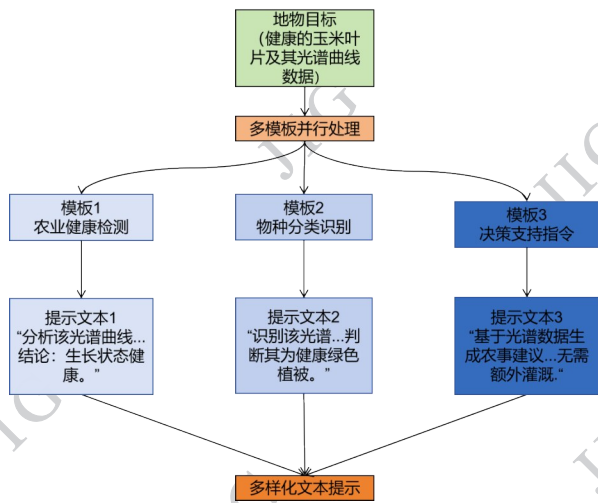 地物目标
（健康的玉米叶
片及其光谱曲线
数据）
多模板并行处理
模板1
农业健康检测
模板2
物种分类识别
模板3
决策支持指令
提示文本1
“分析该光谱曲线...
结论：生长状态健
康。”
提示文本2
“识别该光谱...判
断其为健康绿色
植被。”
提示文本3
“基于光谱数据生
成农事建议...无需
额外灌溉.“
多样化文本提示
JIG
JIG
JIG